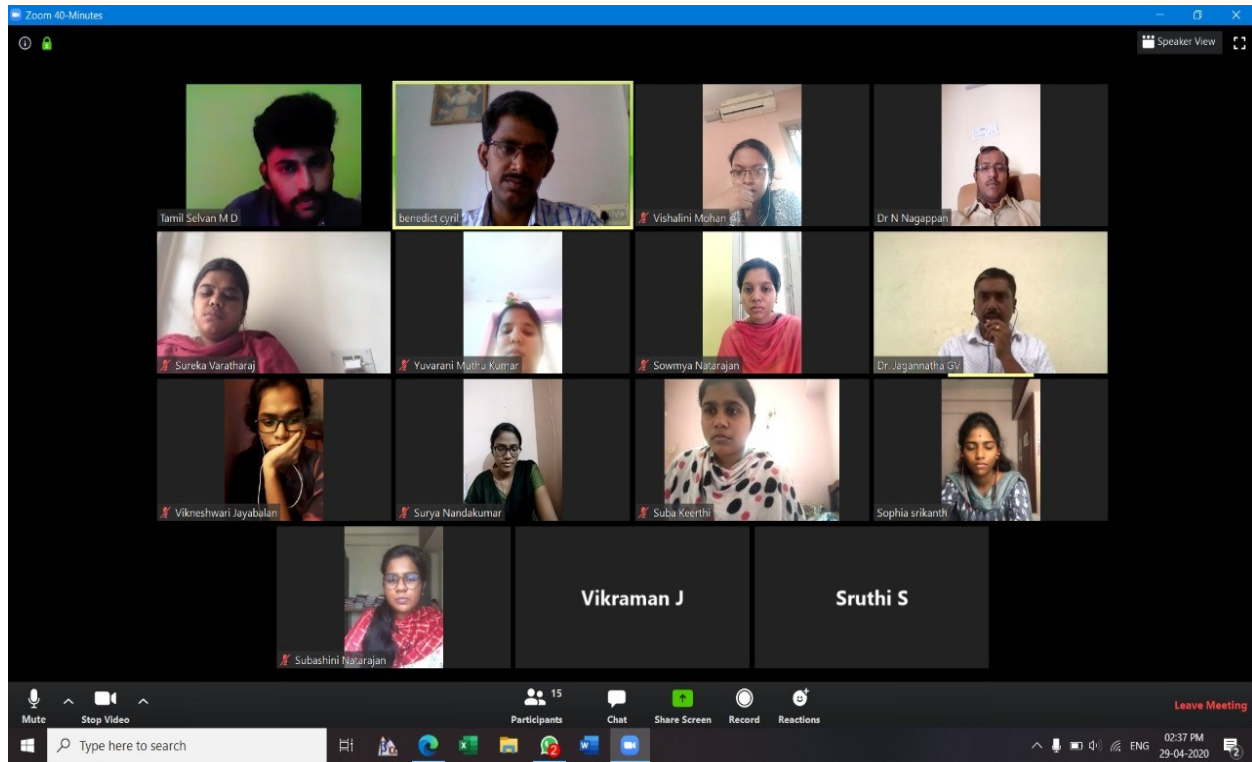 Zoom 40-Minutes
Speaker View
Tamil Selvan M D
benedict cyril
Vishalini Mohan
Dr N Nagappan
Sureka Varatharaj
Yuvarani Muthu Kumar
Sowmya Natarajan
Dr. Jagannatha GV
Vikneshwari Jayabalan
Surya Nandakumar
Suba Keerthi
Sophia srikanth
Subashini Natarajan
Vikraman J
Sruthi S
Mute
Stop Video
15
Participants
Chat
Share Screen
Record
Reactions
Leave Meeting
Type here to search
2
ENG
02:37 PM
29-04-2020
2